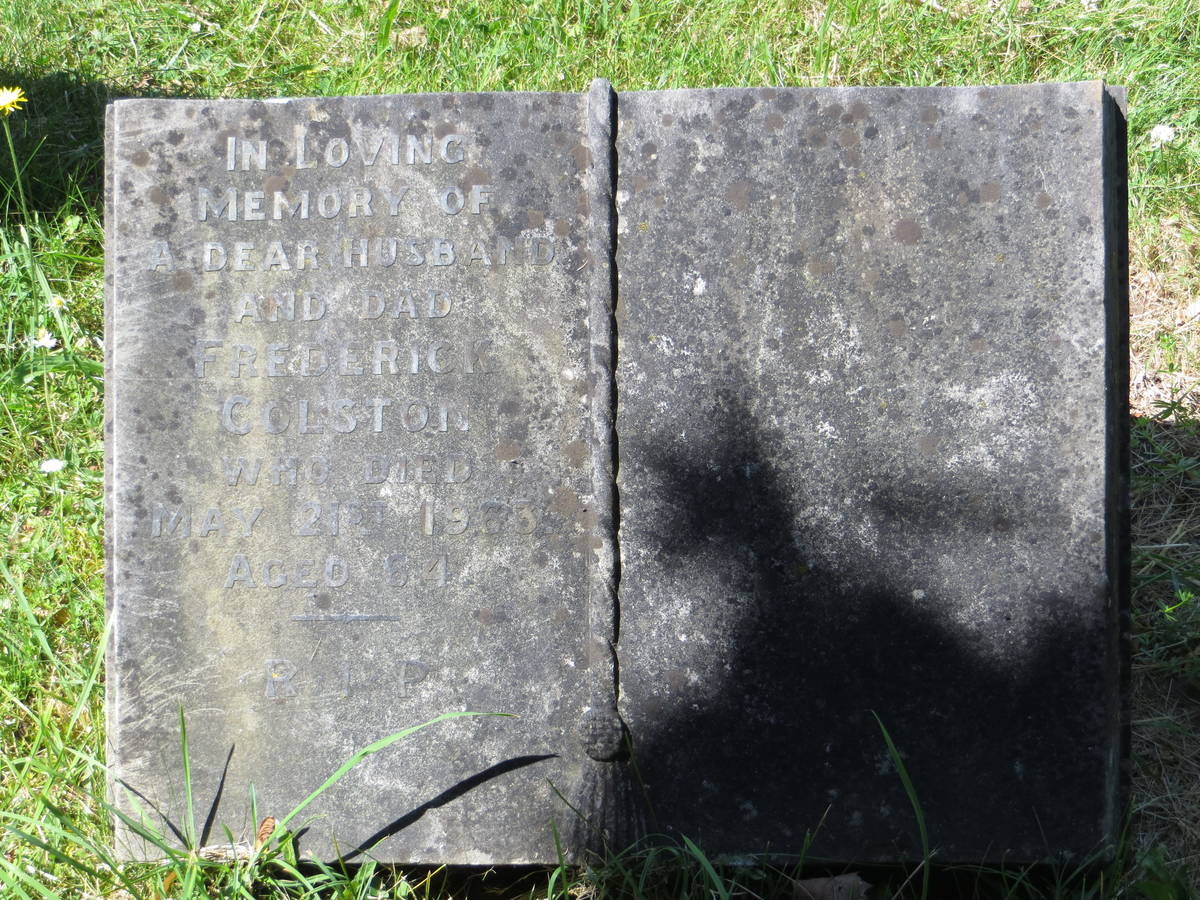 IN LOVING
MEMORY OF
A DEAR HUSBAND
AND DAD
FREDERICK
COLSTON
WHO DIED
MAY 21ST
AGED 64
R I P